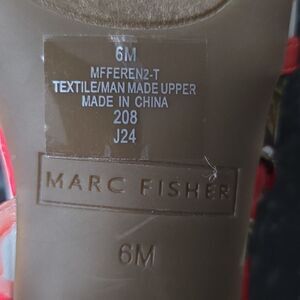 6M
MFFEREN2-T
TEXTILE/MAN MADE UPPER
MADE IN CHINA
208
J24
MARC FISHER
6M